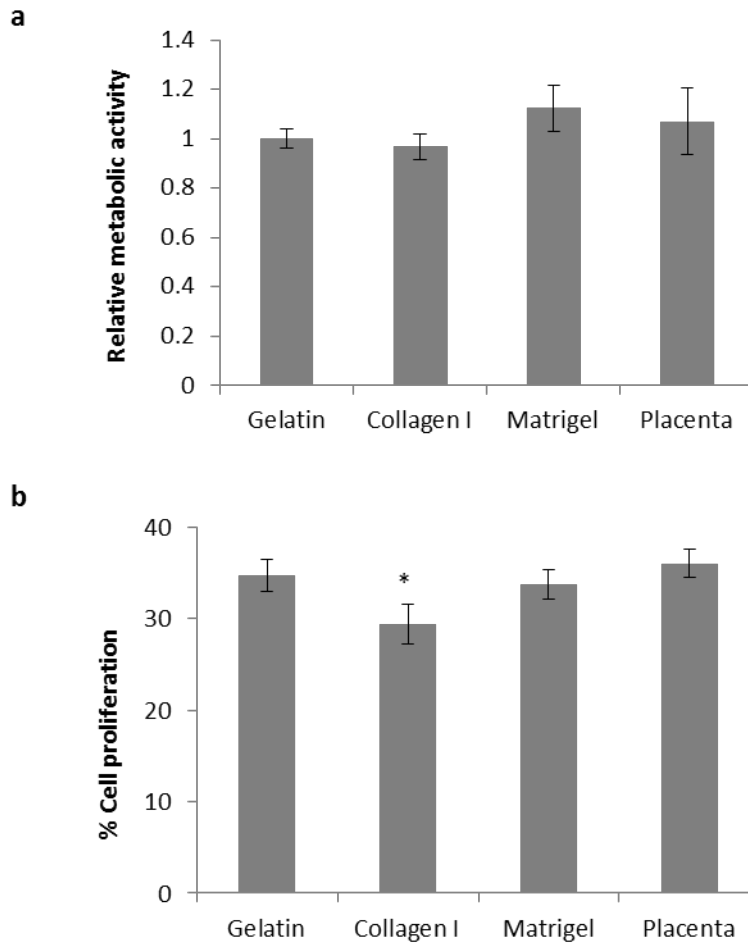 a
Relative metabolic activity
1.4
1.2
1
0.8
0.6
0.4
0.2
0
Gelatin Collagen I Matrigel Placenta
b
% Cell proliferation
40
30
20
10
0
*
Gelatin Collagen I Matrigel Placenta